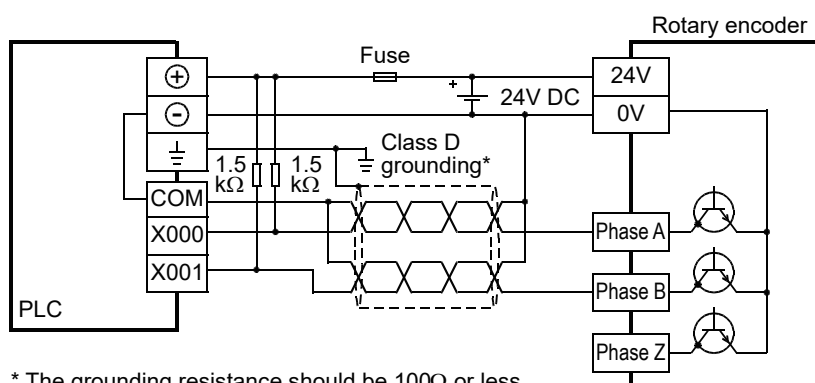 Rotary encoder
Fuse
24V
+
24V DC
0V
Class D
grounding*
1.5
kΩ
1.5
kΩ
COM
X000
X001
PLC
Phase A
Phase B
Phase Z
* The grounding resistance should be 100Ω or less.